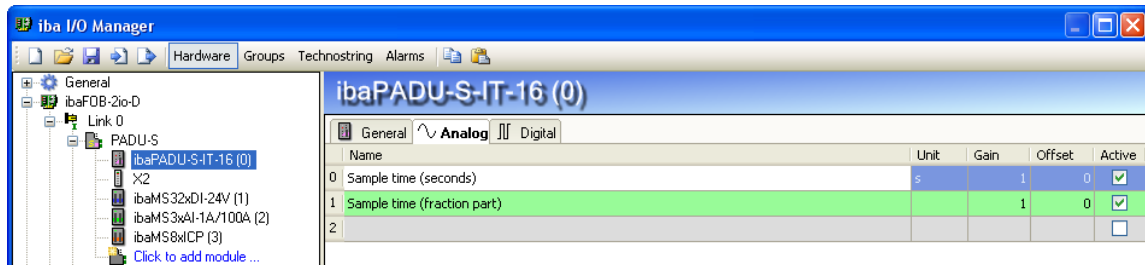 iba I/O Manager
Hardware Groups Technostring Alarms
General
ibaFOB-2io-D
Link 0
PADU-S
ibaPADU-S-IT-16 (0)
X2
ibaMS32xDI-24V (1)
ibaMS3xAI-1A/100A (2)
ibaMS8xICP (3)
Click to add module ...
ibaPADU-S-IT-16 (0)
General Analog Digital
Name Unit Gain Offset Active
0 Sample time (seconds) s 1 0
1 Sample time (fraction part) 1 0
2